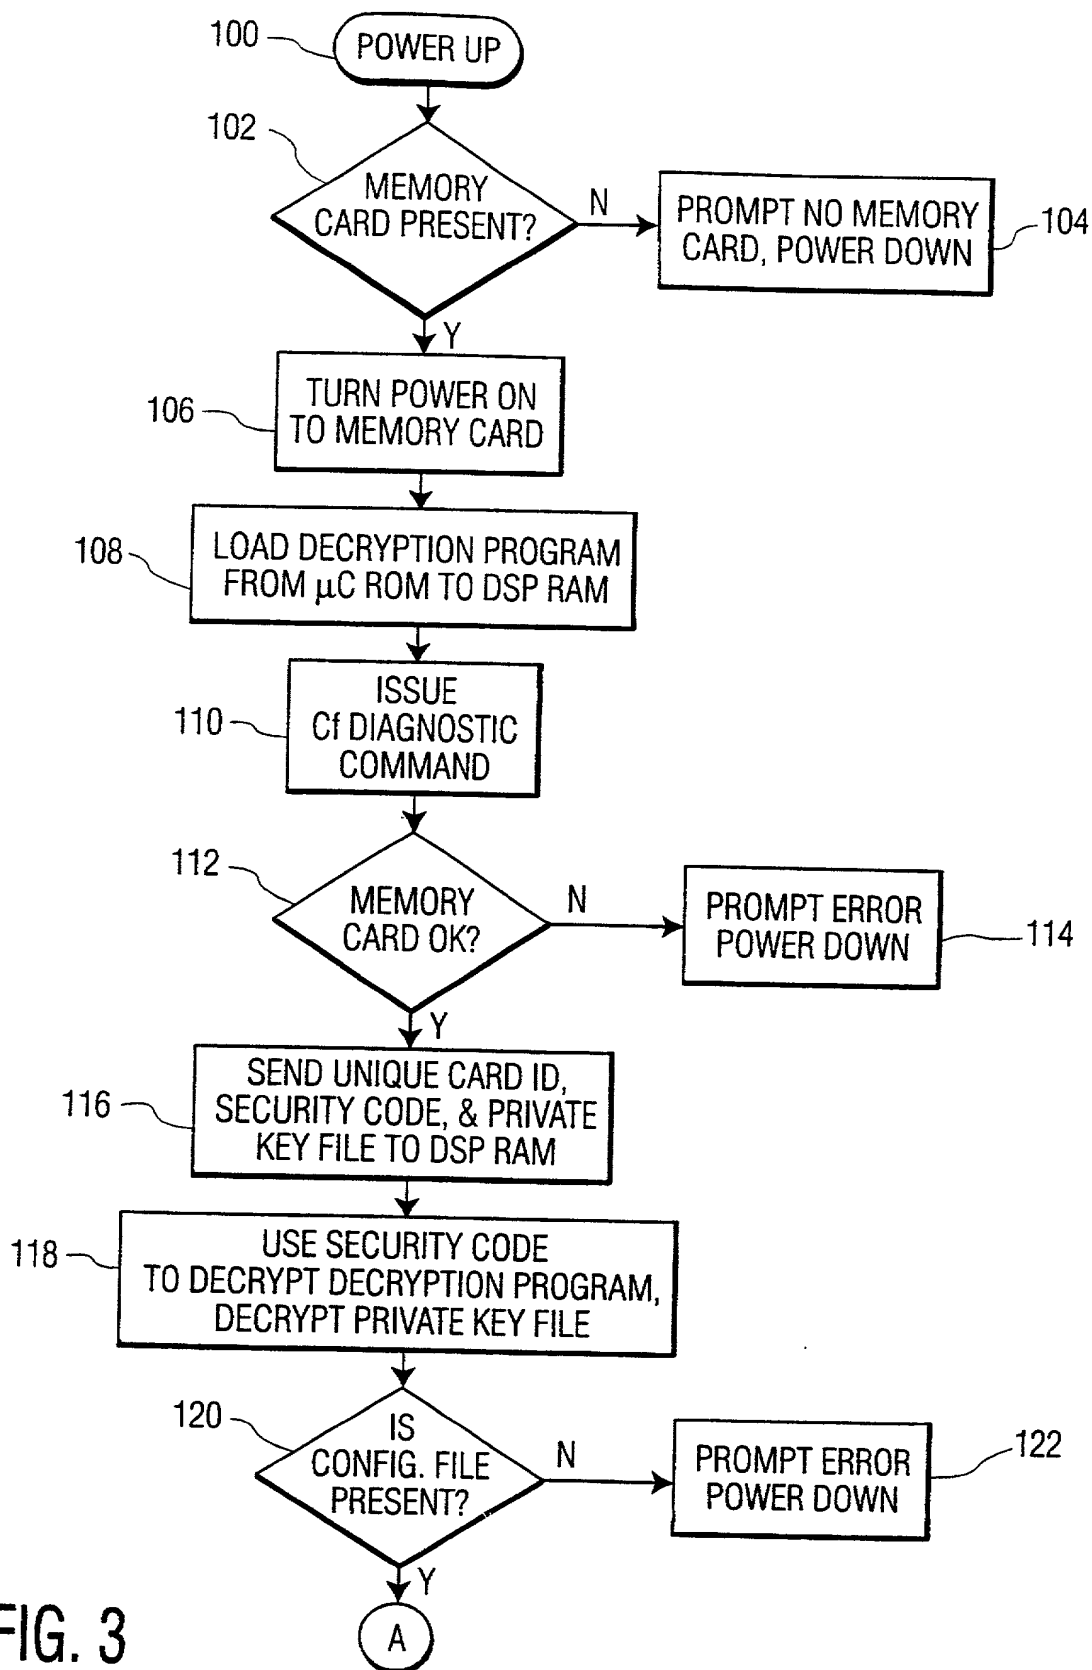 100
POWER UP
102
MEMORY
CARD PRESENT?
N
PROMPT NO MEMORY
CARD, POWER DOWN
104
Y
106
TURN POWER ON
TO MEMORY CARD
108
LOAD DECRYPTION PROGRAM
FROM µC ROM TO DSP RAM
110
ISSUE
Cf DIAGNOSTIC
COMMAND
112
MEMORY
CARD OK?
N
PROMPT ERROR
POWER DOWN
114
Y
116
SEND UNIQUE CARD ID,
SECURITY CODE, & PRIVATE
KEY FILE TO DSP RAM
118
USE SECURITY CODE
TO DECRYPT DECRYPTION PROGRAM,
DECRYPT PRIVATE KEY FILE
120
IS
CONFIG. FILE
PRESENT?
N
PROMPT ERROR
POWER DOWN
122
Y
A
FIG. 3